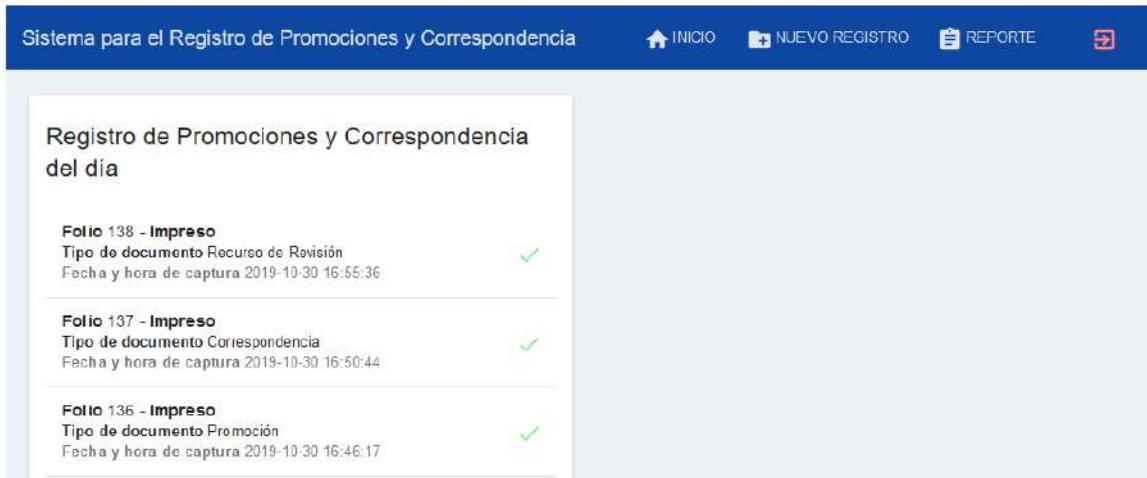 Sistema para el Registro de Promociones y Correspondencia
INICIO
NUEVO REGISTRO
REPORTE
Registro de Promociones y Correspondencia
del día
Folio 138 - Impreso
Tipo de documento Recurso de Revisión
Fecha y hora de captura 2019-10-30 16:55:36
Folio 137 - Impreso
Tipo de documento Correspondencia
Fecha y hora de captura 2019-10-30 16:50:44
Folio 136 - Impreso
Tipo de documento Promoción
Fecha y hora de captura 2019-10-30 16:46:17